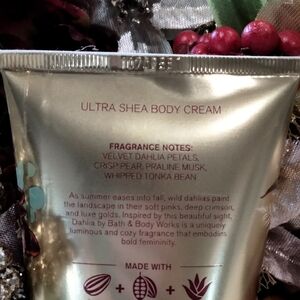 ULTRA SHEA BODY CREAM
FRAGRANCE NOTES:
VELVET DAHLIA PETALS,
CRISP PEAR, PRALINE MUSK,
WHIPPED TONKA BEAN
As summer eases into fall, wild dahlias paint
the landscape in their soft pinks, deep crimson,
and luxe golds. Inspired by this beautiful sight,
Dahlia by Bath & Body Works is a uniquely
luminous and cozy fragrance that embodies
bold femininity.
MADE WITH
+ +